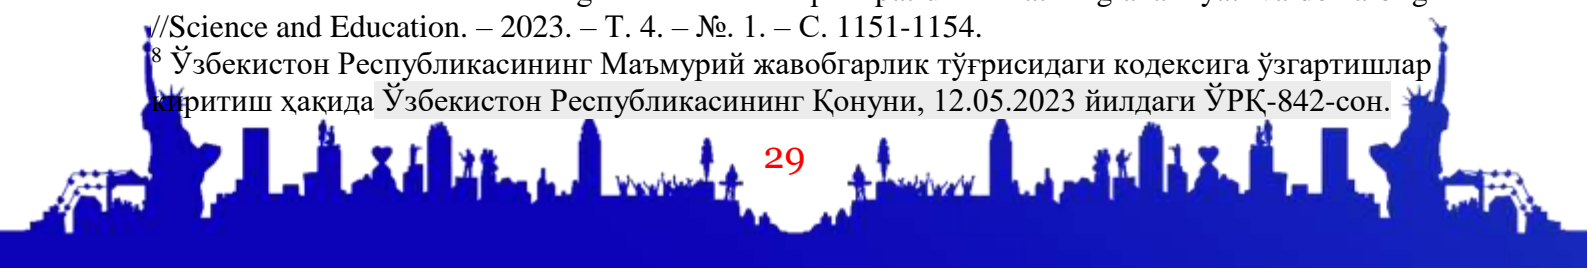 //Science and Education. – 2023. – Т. 4. – №. 1. – С. 1151-1154.
⁸ Ўзбекистон Республикасининг Маъмурий жавобгарлик тўғрисидаги кодексига ўзгартишлар
киритиш ҳақида Ўзбекистон Республикасининг Қонуни, 12.05.2023 йилдаги ЎРҚ-842-сон.
29